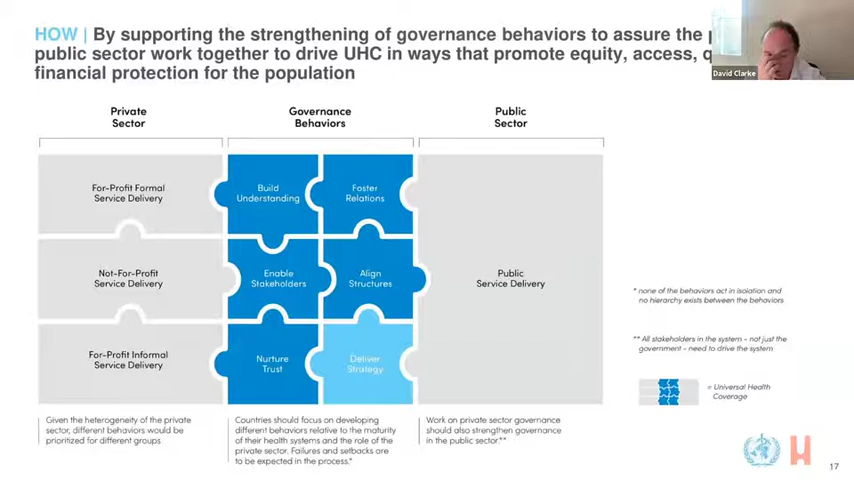 HOW | By supporting the strengthening of governance behaviors to assure the
public sector work together to drive UHC in ways that promote equity, access,
financial protection for the population
David Clarke
Private
Sector
Governance
Behaviors
Public
Sector
For-Profit Formal
Service Delivery
Build
Understanding
Foster
Relations
Not-For-Profit
Service Delivery
Enable
Stakeholders
Align
Structures
Public
Service Delivery
For-Profit Informal
Service Delivery
Nurture
Trust
Deliver
Strategy
* none of the behaviors act in isolation and
no hierarchy exists between the behaviors
** All stakeholders in the system - not just the
government - need to drive the system
= Universal Health
Coverage
Given the heterogeneity of the private
sector, different behaviors would be
prioritized for different groups
Countries should focus on developing
different behaviors relative to the maturity
of their health systems and the role of the
private sector. Failures and setbacks are
to be expected in the process.*
Work on private sector governance
should also strengthen governance
in the public sector.**
17